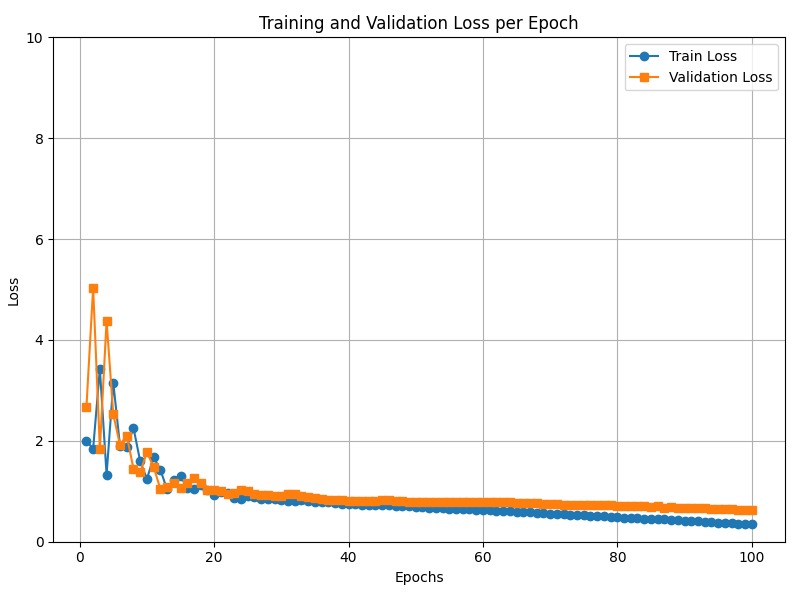 Training and Validation Loss per Epoch
Train Loss
Validation Loss
10
8
6
4
2
0
Loss
0 20 40 60 80 100
Epochs